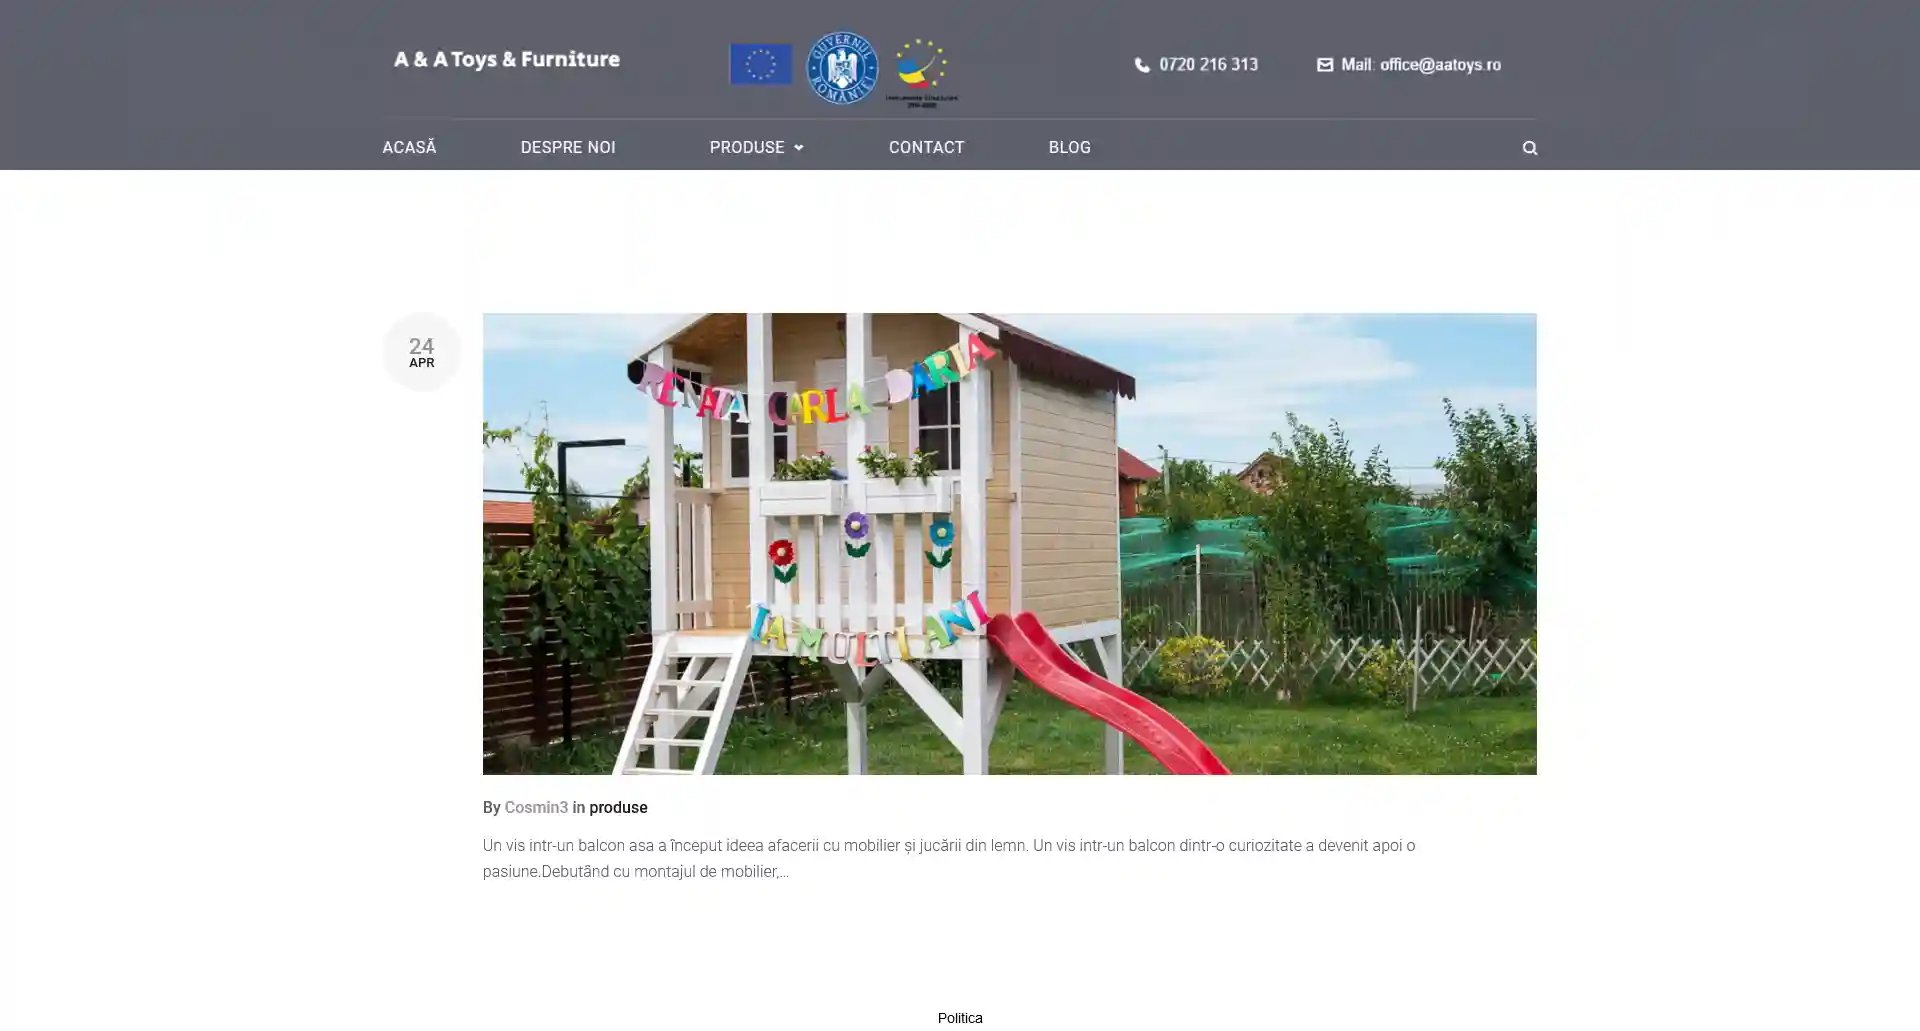 A & A Toys & Furniture
GUVERNUL ROMÂNIEI
0720 216 313
Mail: office@aatoys.ro
ACASĂ
DESPRE NOI
PRODUSE
CONTACT
BLOG
24
APR
RENATA CARLA DARIA
LA MULTI ANI
By Cosmin3 in produse
Un vis intr-un balcon asa a început ideea afacerii cu mobilier și jucării din lemn. Un vis intr-un balcon dintr-o curiozitate a devenit apoi o
pasiune.Debutând cu montajul de mobilier,...
Politica